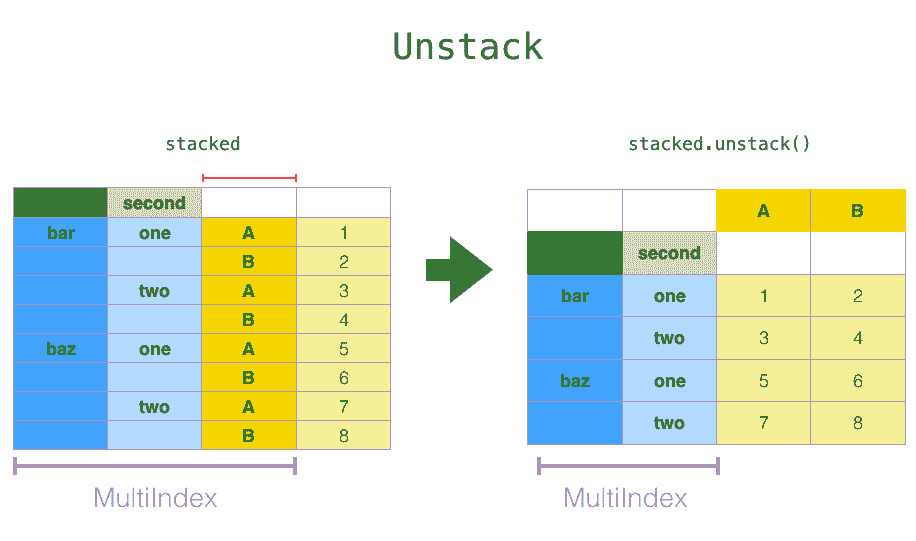 Unstack
stacked
second
bar one A 1
B 2
two A 3
B 4
baz one A 5
B 6
two A 7
B 8
MultiIndex
stacked.unstack()
A B
second
bar one 1 2
two 3 4
baz one 5 6
two 7 8
MultiIndex